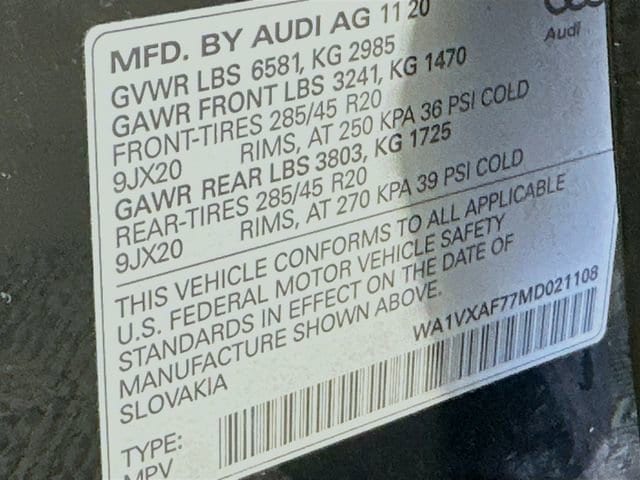 MFD. BY AUDI AG 11 20
Audi
GVWR LBS 6581, KG 2985
GAWR FRONT LBS 3241, KG 1470
FRONT-TIRES 285/45 R20
9JX20 RIMS, AT 250 KPA 36 PSI COLD
GAWR REAR LBS 3803, KG 1725
REAR-TIRES 285/45 R20
9JX20 RIMS, AT 270 KPA 39 PSI COLD
THIS VEHICLE CONFORMS TO ALL APPLICABLE
U.S. FEDERAL MOTOR VEHICLE SAFETY
STANDARDS IN EFFECT ON THE DATE OF
MANUFACTURE SHOWN ABOVE.
SLOVAKIA
WA1VXAF77MD021108
TYPE:
MPV